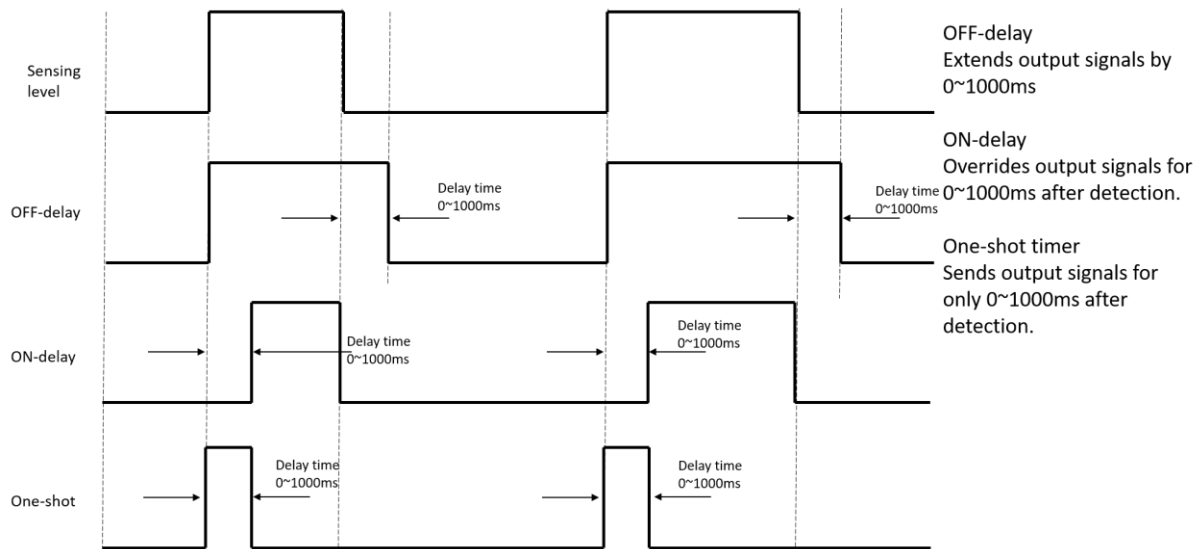 Sensing
level
OFF-delay
Delay time
0~1000ms
Delay time
0~1000ms
ON-delay
Delay time
0~1000ms
Delay time
0~1000ms
One-shot
Delay time
0~1000ms
Delay time
0~1000ms
OFF-delay
Extends output signals by
0~1000ms
ON-delay
Overrides output signals for
0~1000ms after detection.
One-shot timer
Sends output signals for
only 0~1000ms after
detection.